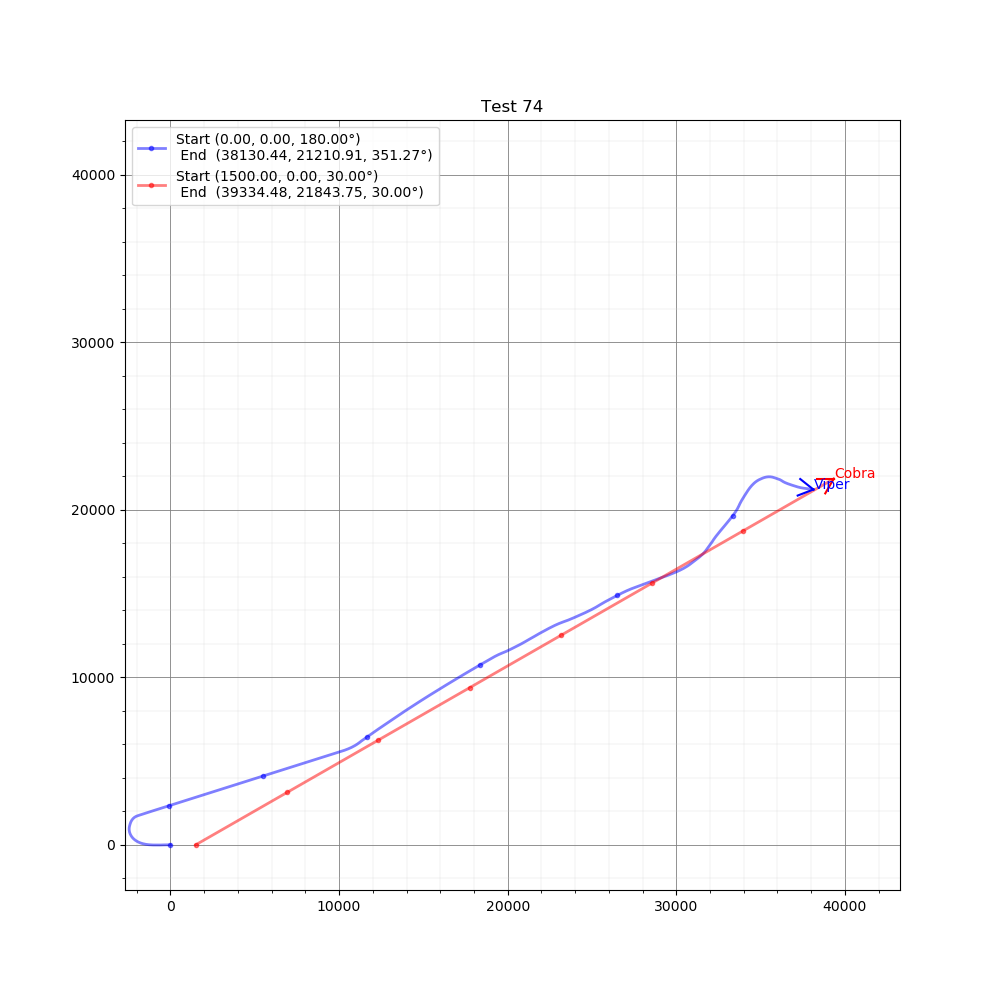 Test 74
Start (0.00, 0.00, 180.00°)
End (38130.44, 21210.91, 351.27°)
Start (1500.00, 0.00, 30.00°)
End (39334.48, 21843.75, 30.00°)
40000
30000
20000
10000
0
Cobra
Viper
0 10000 20000 30000 40000